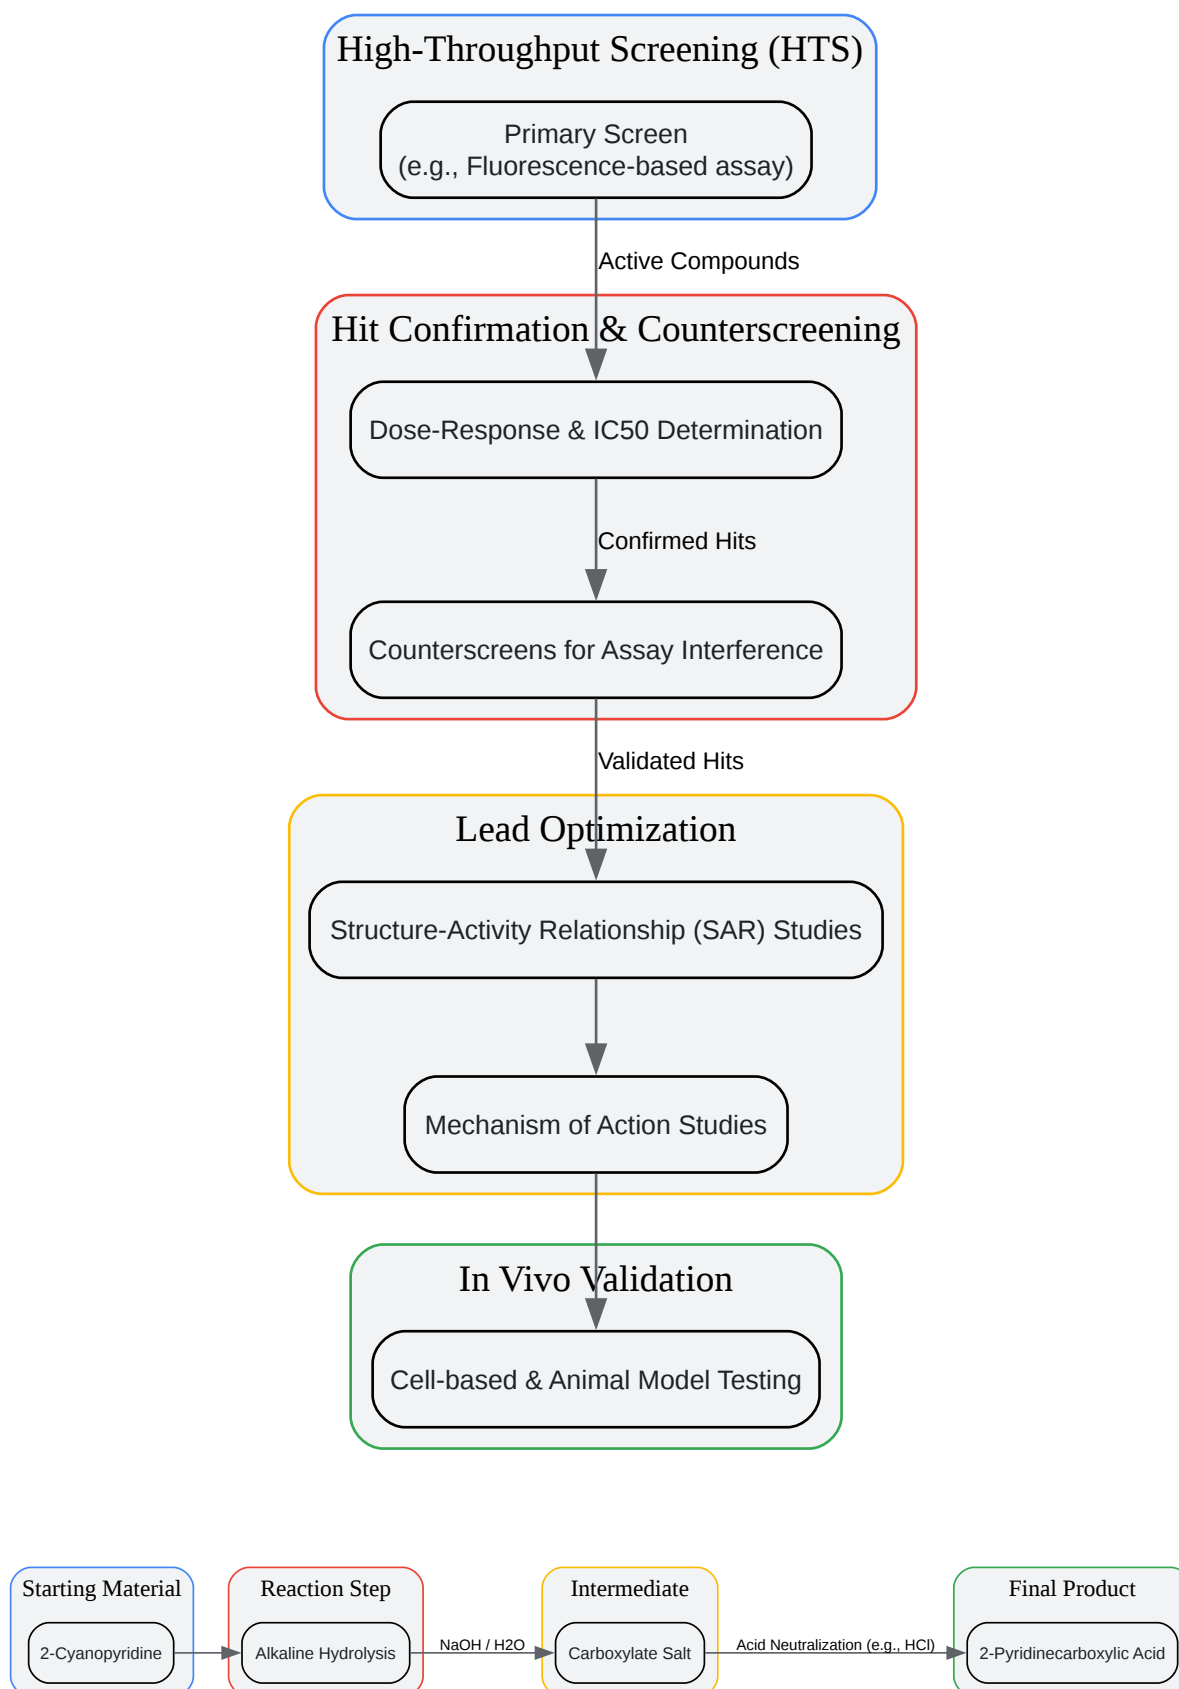 High-Throughput Screening (HTS)
Primary Screen
(e.g., Fluorescence-based assay)
Active Compounds
Hit Confirmation & Counterscreening
Dose-Response & IC50 Determination
Confirmed Hits
Counterscreens for Assay Interference
Validated Hits
Lead Optimization
Structure-Activity Relationship (SAR) Studies
Mechanism of Action Studies
In Vivo Validation
Cell-based & Animal Model Testing
Starting Material
2-Cyanopyridine
Reaction Step
Alkaline Hydrolysis
NaOH / H2O
Intermediate
Carboxylate Salt
Acid Neutralization (e.g., HCl)
Final Product
2-Pyridinecarboxylic Acid